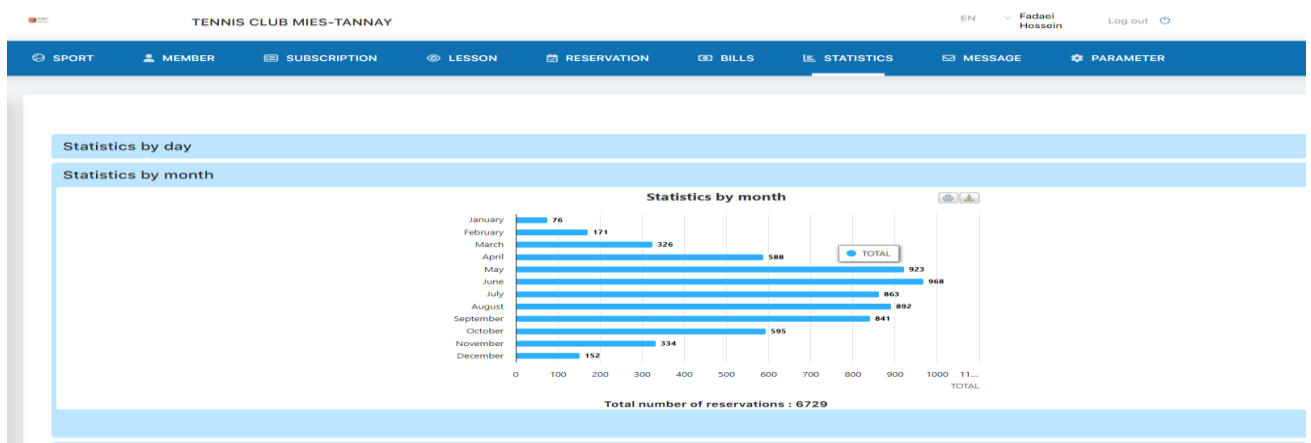 TENNIS CLUB MIES-TANNAY
EN
Fadaei
Hossein
Log out
SPORT MEMBER SUBSCRIPTION LESSON RESERVATION BILLS STATISTICS MESSAGE PARAMETER
Statistics by day
Statistics by month
Statistics by month
January 76
February 171
March 326
April 588
TOTAL
May 923
June 968
July 863
August 892
September 841
October 595
November 334
December 152
0 100 200 300 400 500 600 700 800 900 1000 11...
TOTAL
Total number of reservations : 6729